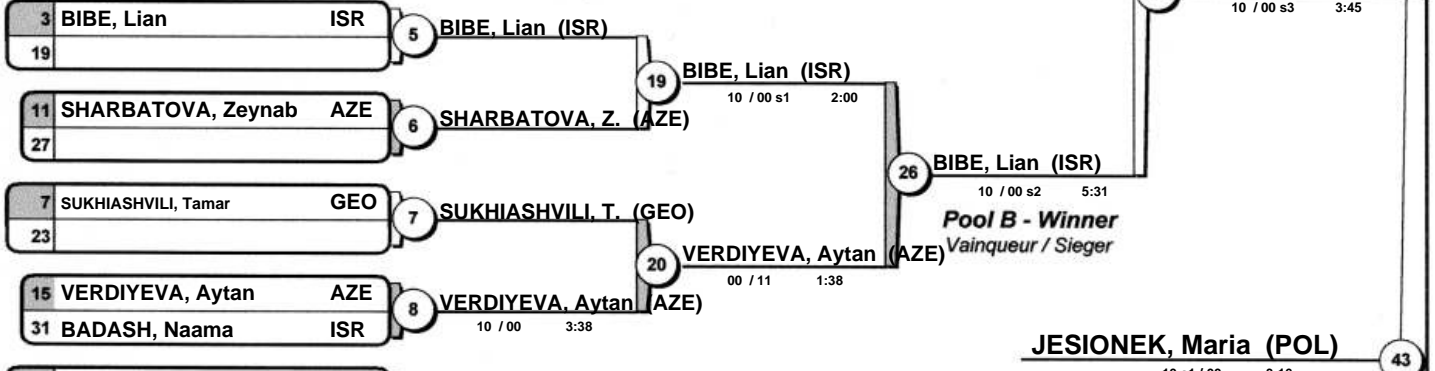 10 / 00 s3 3:45
3 BIBE, Lian ISR
19
5
BIBE, Lian (ISR)
19
BIBE, Lian (ISR)
10 / 00 s1 2:00
11 SHARBATOVA, Zeynab AZE
27
6
SHARBATOVA, Z. (AZE)
26
BIBE, Lian (ISR)
10 / 00 s2 5:31
Pool B - Winner
Vainqueur / Sieger
7 SUKHIASHVILI, Tamar GEO
23
7
SUKHIASHVILI, T. (GEO)
20
VERDIYEVA, Aytan (AZE)
00 / 11 1:38
15 VERDIYEVA, Aytan AZE
31 BADASH, Naama ISR
8
VERDIYEVA, Aytan (AZE)
10 / 00 3:38
JESIONEK, Maria (POL)
43